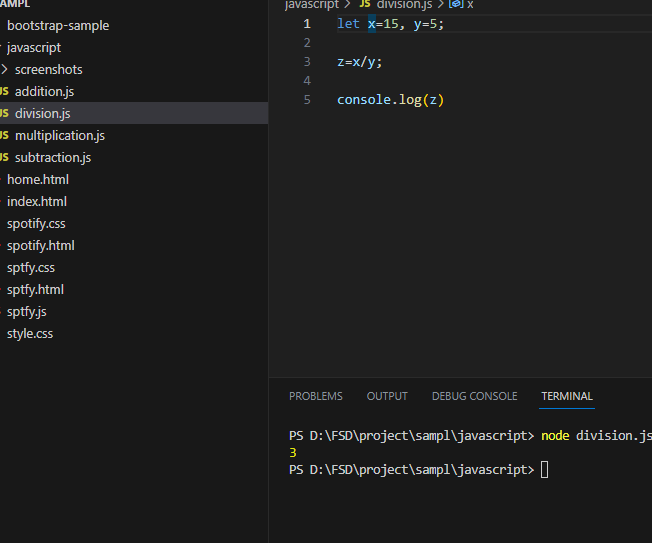 AMPL
bootstrap-sample
javascript
screenshots
JS addition.js
JS division.js
JS multiplication.js
JS subtraction.js
home.html
index.html
spotify.css
spotify.html
sptfy.css
sptfy.html
sptfy.js
style.css
javascript > JS division.js > x
1 let x=15, y=5;
2
3 z=x/y;
4
5 console.log(z)
PROBLEMS OUTPUT DEBUG CONSOLE TERMINAL
PS D:\FSD\project\sampl\javascript> node division.js
3
PS D:\FSD\project\sampl\javascript>